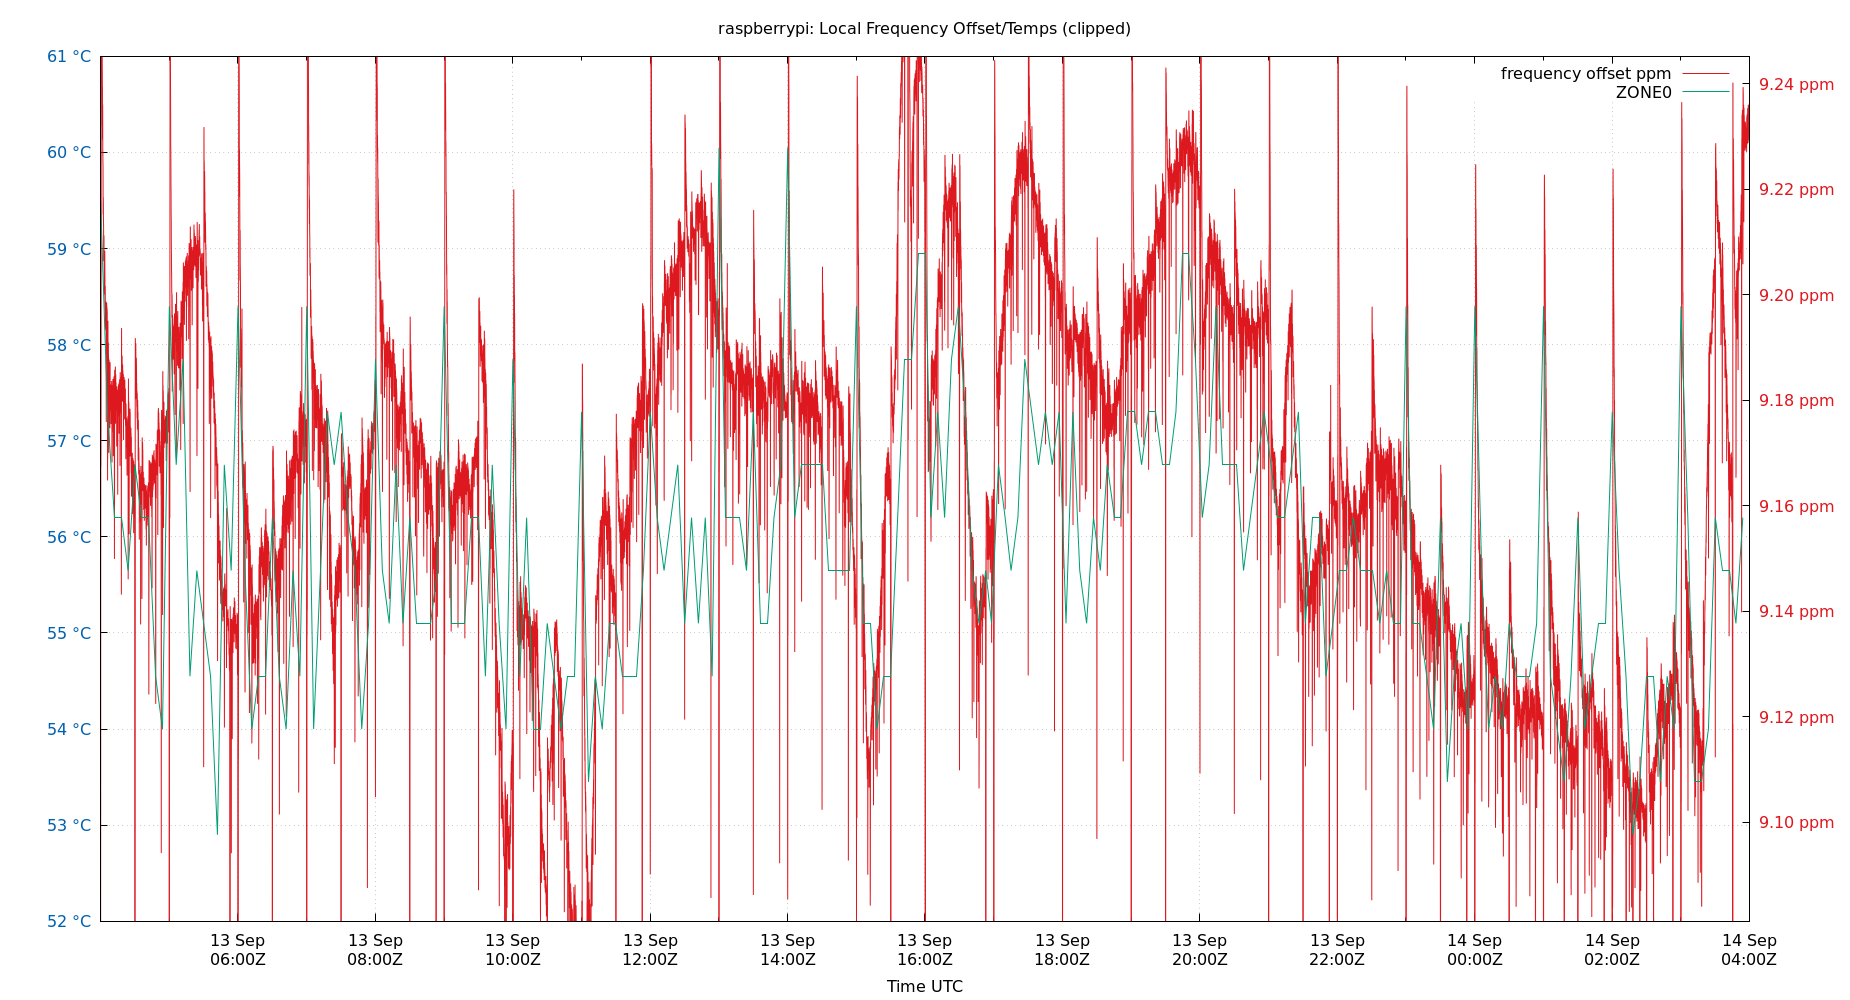 raspberrypi: Local Frequency Offset/Temps (clipped)
frequency offset ppm
ZONE0
61 °C
60 °C
59 °C
58 °C
57 °C
56 °C
55 °C
54 °C
53 °C
52 °C
9.24 ppm
9.22 ppm
9.20 ppm
9.18 ppm
9.16 ppm
9.14 ppm
9.12 ppm
9.10 ppm
13 Sep
06:00Z
13 Sep
08:00Z
13 Sep
10:00Z
13 Sep
12:00Z
13 Sep
14:00Z
13 Sep
16:00Z
13 Sep
18:00Z
13 Sep
20:00Z
13 Sep
22:00Z
14 Sep
00:00Z
14 Sep
02:00Z
14 Sep
04:00Z
Time UTC